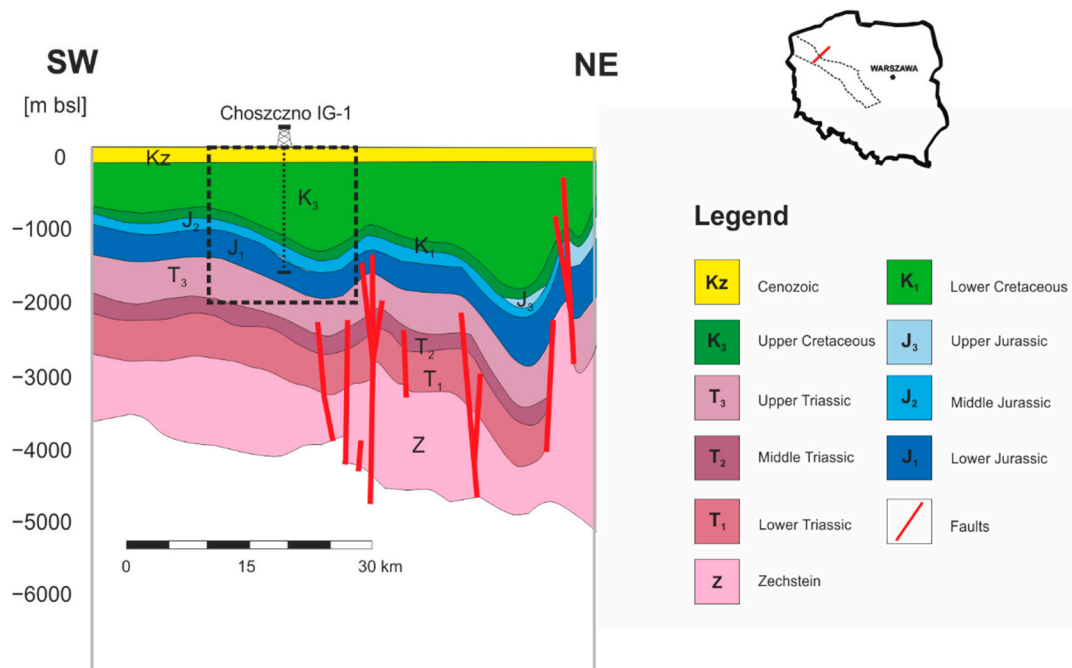 SW
NE
[m bsl]
Choszczno IG-1
WARSZAWA
0
Kz
K₃
−1000
J₂
J₁
K₁
T₃
−2000
J₃
T₂
−3000
T₁
Z
−4000
−5000
0 15 30 km
−6000
Legend
Kz Cenozoic
K₁ Lower Cretaceous
K₃ Upper Cretaceous
J₃ Upper Jurassic
T₃ Upper Triassic
J₂ Middle Jurassic
T₂ Middle Triassic
J₁ Lower Jurassic
T₁ Lower Triassic
Faults
Z Zechstein